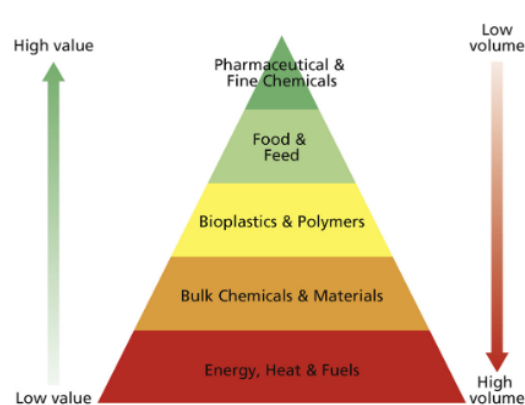 High value
Low
volume
Pharmaceutical &
Fine Chemicals
Food &
Feed
Bioplastics & Polymers
Bulk Chemicals & Materials
Energy, Heat & Fuels
Low value
High
volume